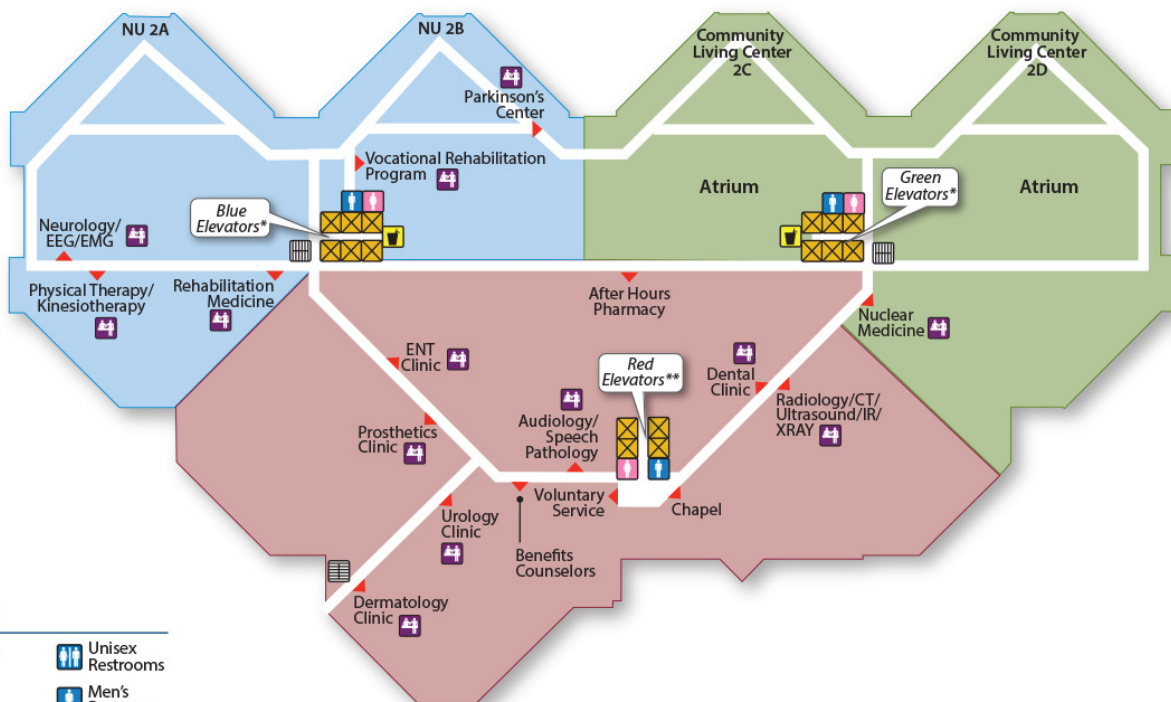 NU 2A
NU 2B
Community
Living Center
2C
Community
Living Center
2D
Parkinson's
Center
Vocational Rehabilitation
Program
Atrium
Green
Elevators*
Atrium
Blue
Elevators*
Neurology/
EEG/EMG
Physical Therapy/
Kinesiotherapy
Rehabilitation
Medicine
After Hours
Pharmacy
Nuclear
Medicine
ENT
Clinic
Red
Elevators**
Dental
Clinic
Radiology/CT/
Ultrasound/IR/
XRAY
Prosthetics
Clinic
Audiology/
Speech
Pathology
Voluntary
Service
Chapel
Urology
Clinic
Benefits
Counselors
Dermatology
Clinic
Unisex
Restrooms
Men's